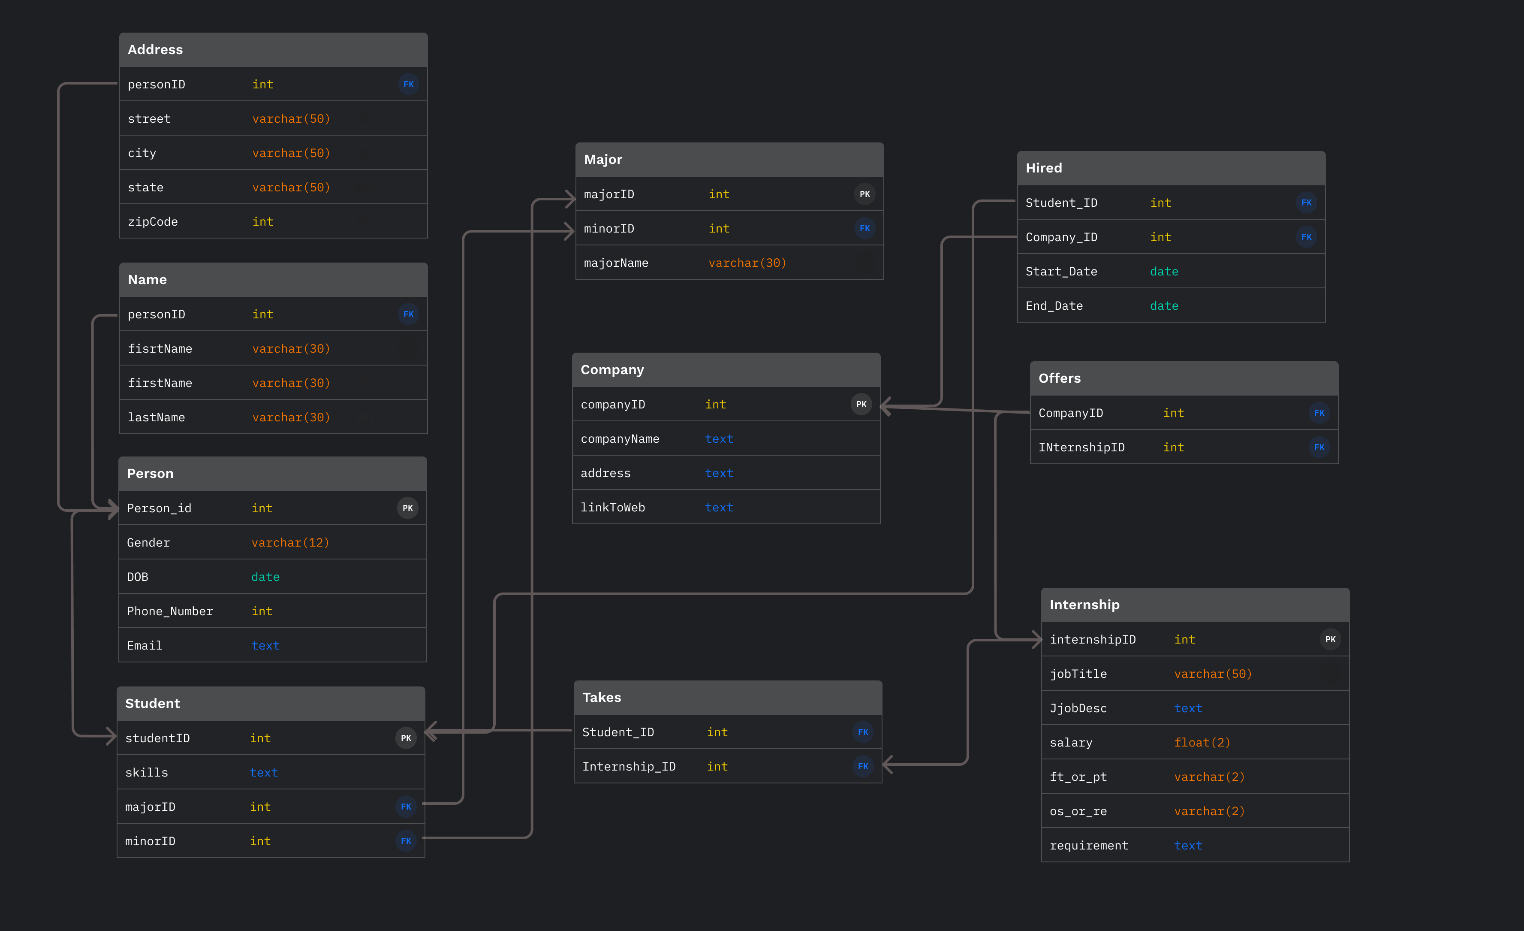 Address
personID int FK
street varchar(50)
city varchar(50)
state varchar(50)
zipCode int
Name
personID int FK
fisrtName varchar(30)
firstName varchar(30)
lastName varchar(30)
Person
Person_id int PK
Gender varchar(12)
DOB date
Phone_Number int
Email text
Student
studentID int PK
skills text
majorID int FK
minorID int FK
Major
majorID int PK
minorID int FK
majorName varchar(30)
Company
companyID int PK
companyName text
address text
linkToWeb text
Takes
Student_ID int FK
Internship_ID int FK
Hired
Student_ID int FK
Company_ID int FK
Start_Date date
End_Date date
Offers
CompanyID int FK
INternshipID int FK
Internship
internshipID int PK
jobTitle varchar(50)
JjobDesc text
salary float(2)
ft_or_pt varchar(2)
os_or_re varchar(2)
requirement text